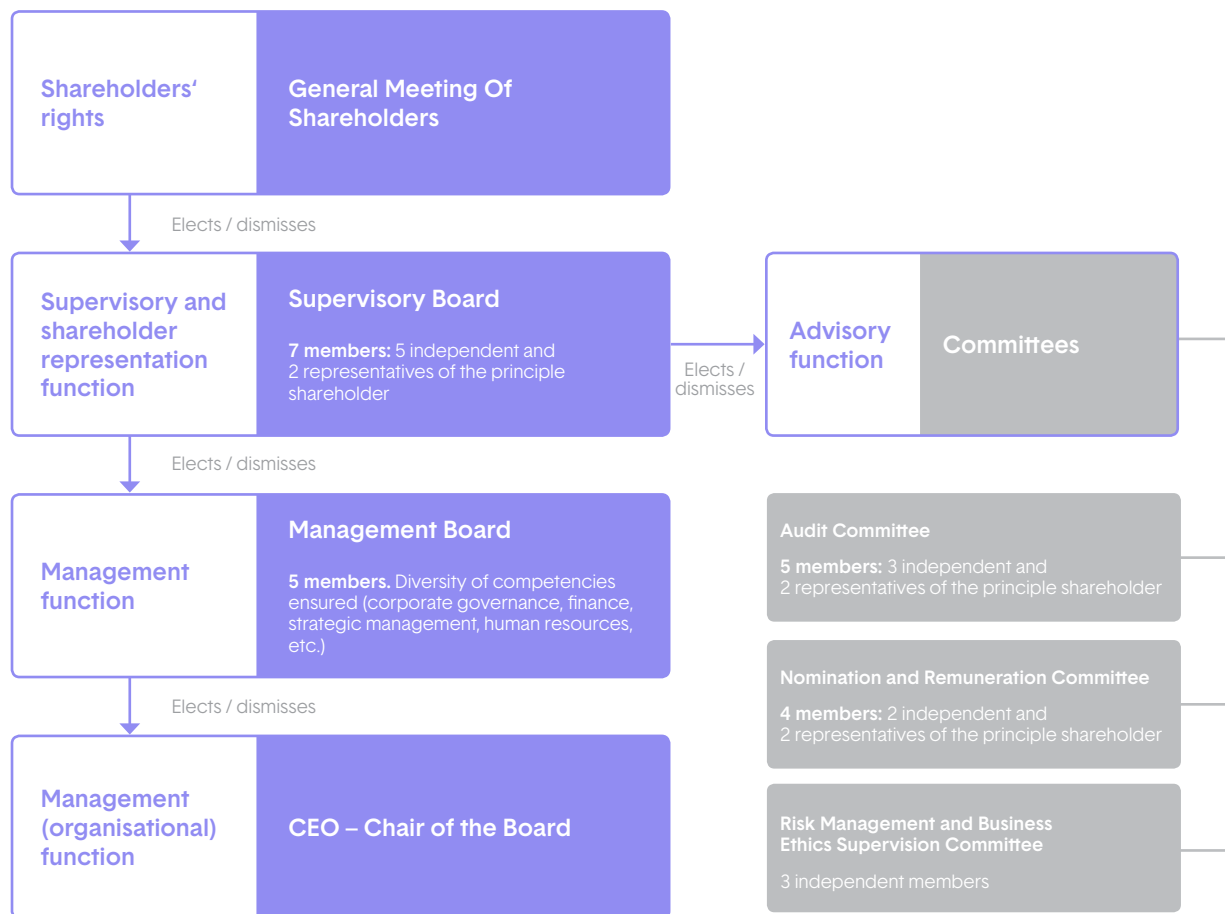 Shareholders‘
rights
General Meeting Of
Shareholders
Elects / dismisses
Supervisory and
shareholder
representation
function
Supervisory Board
7 members: 5 independent and
2 representatives of the principle
shareholder
Elects /
dismisses
Advisory
function
Committees
Elects / dismisses
Management
function
Management Board
5 members. Diversity of competencies
ensured (corporate governance, finance,
strategic management, human resources,
etc.)
Elects / dismisses
Management
(organisational)
function
CEO – Chair of the Board
Audit Committee
5 members: 3 independent and
2 representatives of the principle shareholder
Nomination and Remuneration Committee
4 members: 2 independent and
2 representatives of the principle shareholder
Risk Management and Business
Ethics Supervision Committee
3 independent members